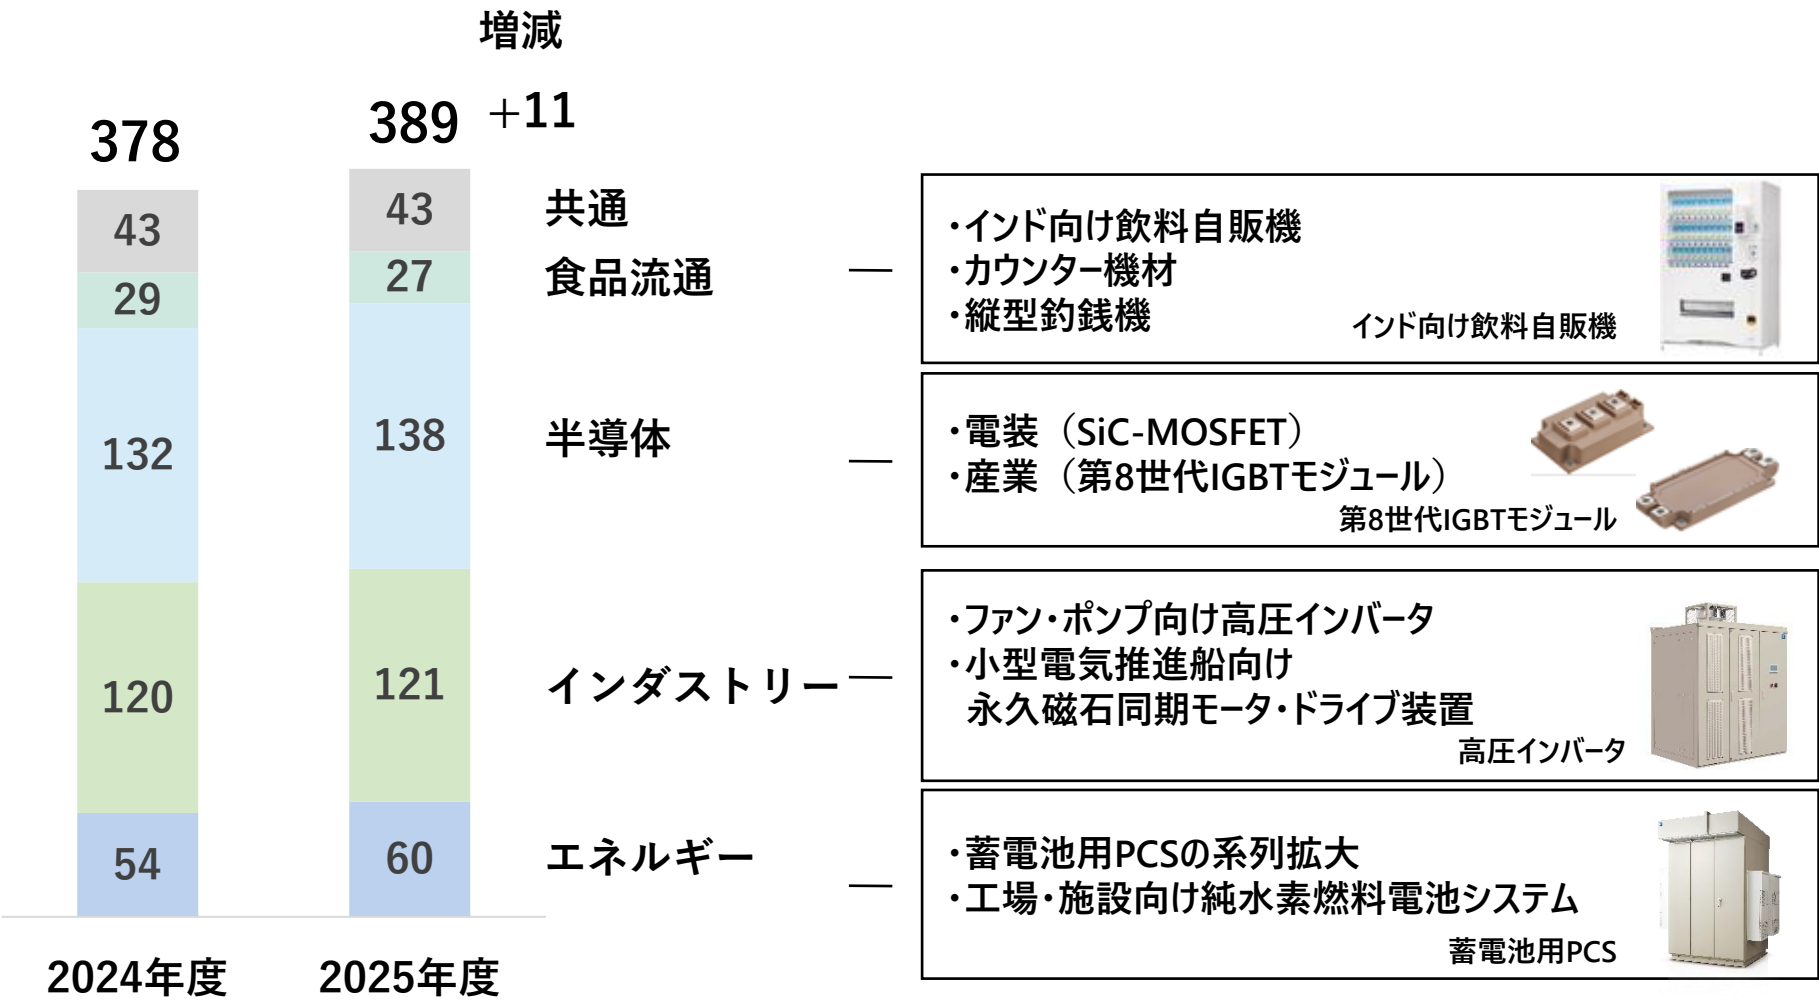 増減
378
389
+11
43
29
132
120
54
43
27
138
121
60
共通
食品流通
半導体
インダストリー
エネルギー
・インド向け飲料自販機
・カウンター機材
・縦型釣銭機
インド向け飲料自販機
・電装（SiC-MOSFET）
・産業（第8世代IGBTモジュール）
第8世代IGBTモジュール
・ファン・ポンプ向け高圧インバータ
・小型電気推進船向け
永久磁石同期モータ・ドライブ装置
高圧インバータ
・蓄電池用PCSの系列拡大
・工場・施設向け純水素燃料電池システム
蓄電池用PCS
2024年度
2025年度